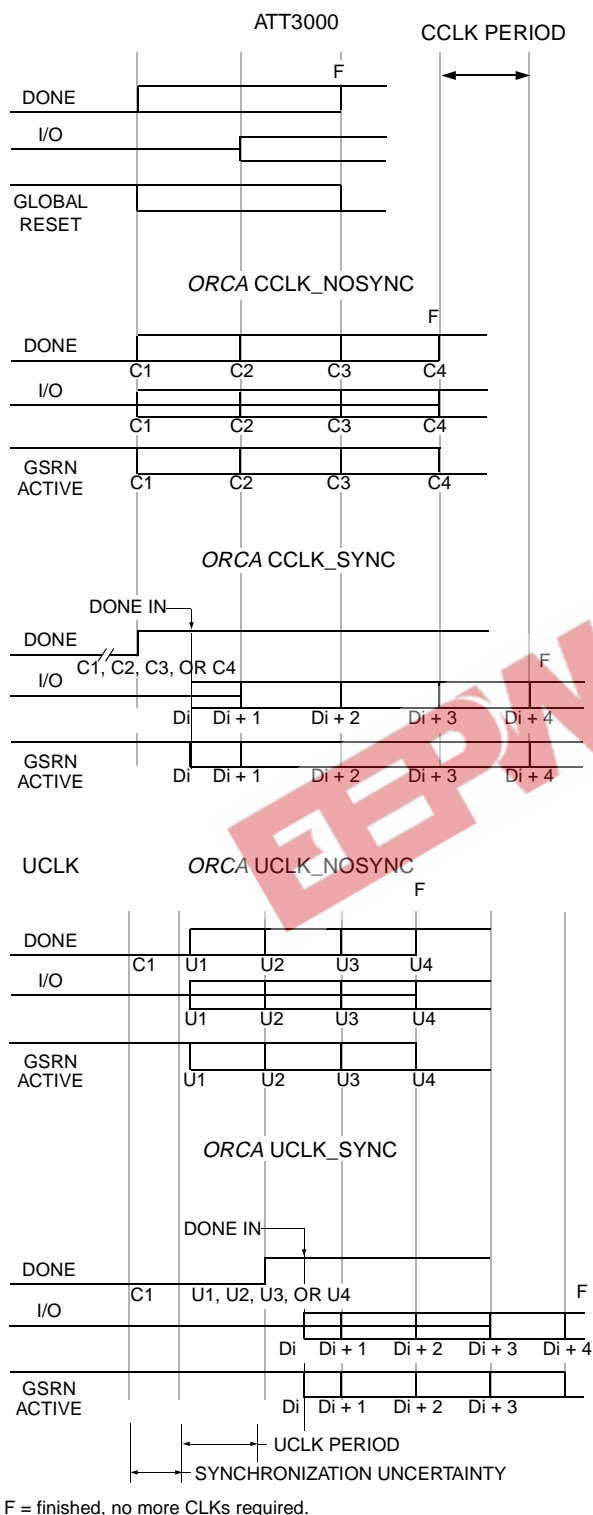 ATT3000
CCLK PERIOD
F
DONE
I/O
GLOBAL
RESET
ORCA CCLK_NOSYNC
F
DONE
C1 C2 C3 C4
I/O
C1 C2 C3 C4
GSRN
ACTIVE
C1 C2 C3 C4
ORCA CCLK_SYNC
DONE IN
DONE
C1, C2, C3, OR C4
F
I/O
Di Di + 1 Di + 2 Di + 3 Di + 4
GSRN
ACTIVE
Di Di + 1 Di + 2 Di + 3 Di + 4
EEPW
UCLK ORCA UCLK_NOSYNC
F
DONE
C1 U1 U2 U3 U4
I/O
U1 U2 U3 U4
GSRN
ACTIVE
U1 U2 U3 U4
ORCA UCLK_SYNC
DONE IN
DONE
C1 U1, U2, U3, OR U4
F
I/O
Di Di + 1 Di + 2 Di + 3 Di + 4
GSRN
ACTIVE
Di Di + 1 Di + 2 Di + 3
UCLK PERIOD
SYNCHRONIZATION UNCERTAINTY
F = finished, no more CLKs required.